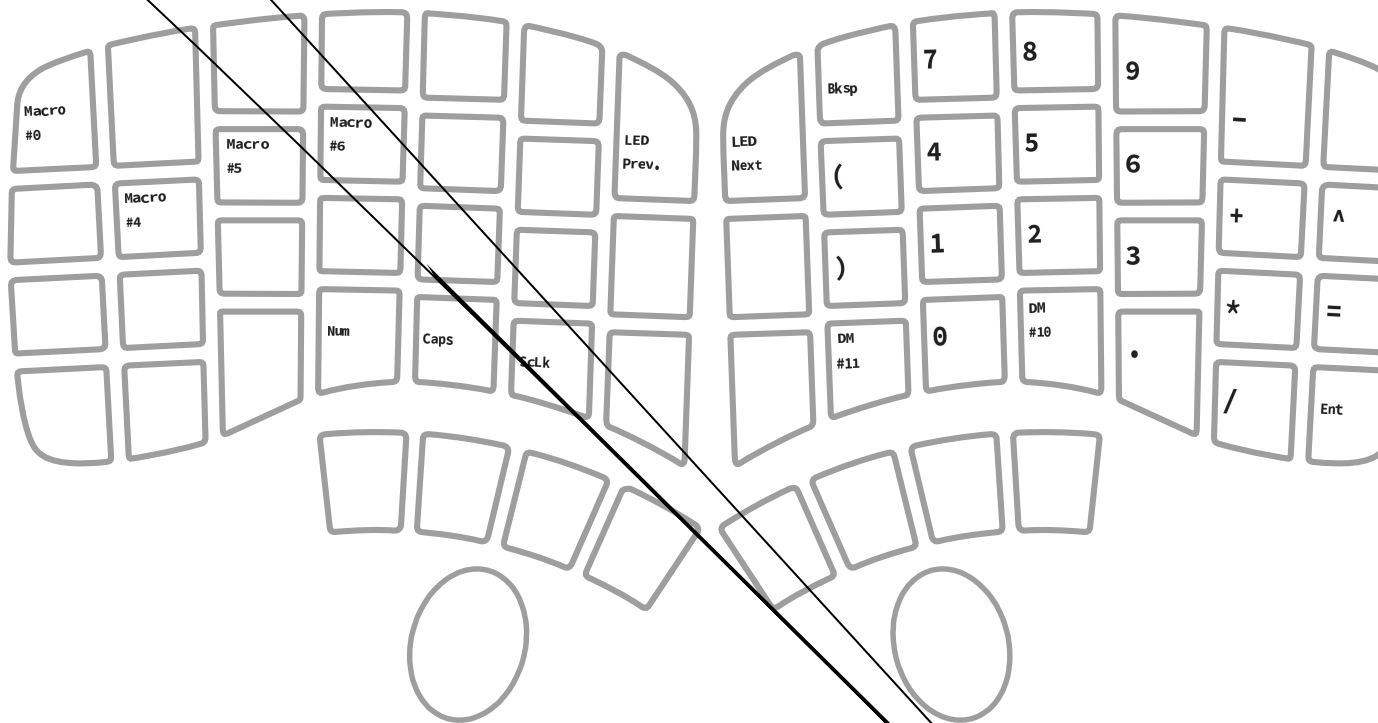 Macro
#0
Macro
#4
Macro
#5
Macro
#6
LED
Prev.
Num
Caps
ScLk
LED
Next
Bksp
7
8
9
-
(
4
5
6
+
^
)
1
2
3
*
=
DM
#11
0
DM
#10
.
/
Ent